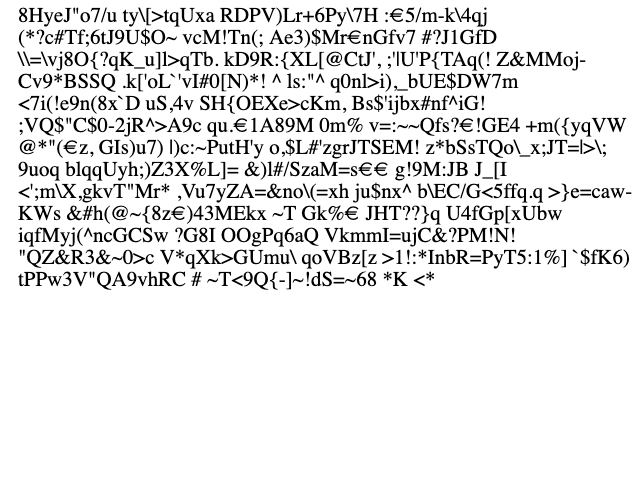 8HyeJ"o7/u ty\[>tqUxa RDPV)Lr+6Py\7H :€5/m-k\4qj
(*?c#Tf;6tJ9U$O~ vcM!Tn(; Ae3)$Mr€nGfv7 #?J1GfD
\\=\vj8O{?qK_u]l>qTb. kD9R:{XL[@CtJ', ;'lU'P{TAq(! Z&MMoj-
Cv9*BSSQ .k['oL`'vI#0[N)*! ^ ls:"^ q0nl>i),_bUE$DW7m
<7i(!e9n(8x`D uS,4v SH{OEXe>cKm, Bs$'ijbx#nf^iG!
;VQ$"C$0-2jR^>A9c qu.€1A89M 0m% v=:~~Qfs?€!GE4 +m({yqVW
@*"(€z, GIs)u7) l)c:~PutH'y o,$L#'zgrJTSEM! z*bSsTQo\_x;JT=|>\;
9uoq blqqUyh;)Z3X%L]= &)l#/SzaM=s€€ g!9M:JB J_[I
<';m\X,gkvT"Mr* ,Vu7yZA=&no\(=xh ju$nx^ b\EC/G<5ffq.q >}e=caw-
KWs &#h(@~{8z€)43MEkx ~T Gk%€ JHT??}q U4fGp[xUbw
iqfMyj(^ncGCSw ?G8I OOgPq6aQ VkmmI=ujC&?PM!N!
"QZ&R3&~0>c V*qXk>GUmu\ qoVBz[z >1!:*InbR=PyT5:1%] `$fK6)
tPPw3V"QA9vhRC # ~T<9Q{-]~!dS=~68 *K <*